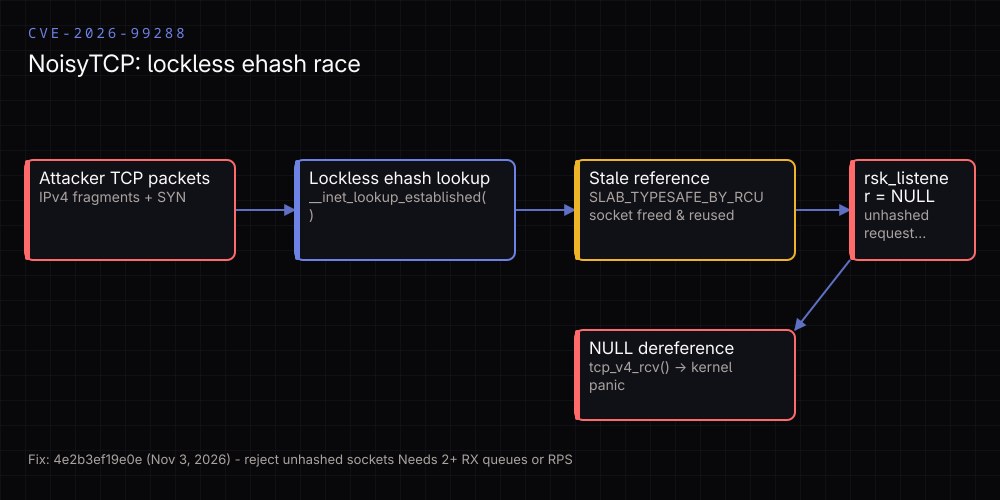 CVE-2026-99288
NoisyTCP: lockless ehash race
Attacker TCP packets
IPv4 fragments + SYN
Lockless ehash lookup
__inet_lookup_established(
)
Stale reference
SLAB_TYPESAFE_BY_RCU
socket freed & reused
rsk_listene
r = NULL
unhashed
request…
NULL dereference
tcp_v4_rcv() → kernel
panic
Fix: 4e2b3ef19e0e (Nov 3, 2026) - reject unhashed sockets Needs 2+ RX queues or RPS